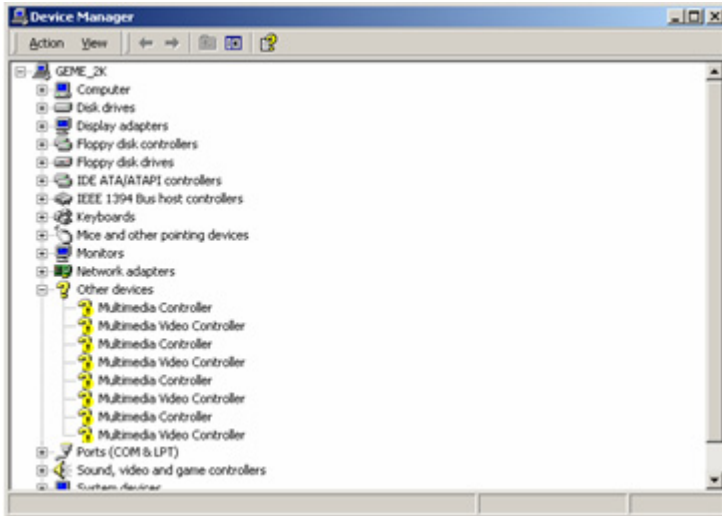 Device Manager
Action View
GEME_2K
Computer
Disk drives
Display adapters
Floppy disk controllers
Floppy disk drives
IDE ATA/ATAPI controllers
IEEE 1394 Bus host controllers
Keyboards
Mice and other pointing devices
Monitors
Network adapters
Other devices
Multimedia Controller
Multimedia Video Controller
Multimedia Controller
Multimedia Video Controller
Multimedia Controller
Multimedia Video Controller
Multimedia Controller
Multimedia Video Controller
Ports (COM & LPT)
Sound, video and game controllers
System devices